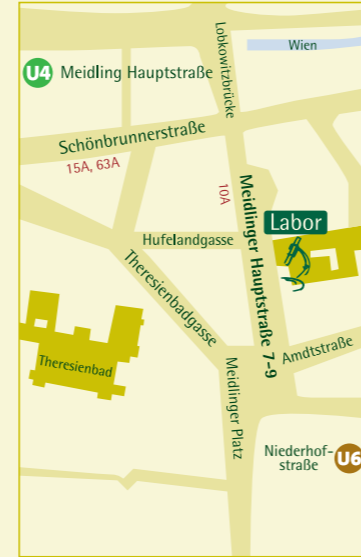 Lobkowitzbrücke
Wien
U4 Meidling Hauptstraße
Schönbrunnerstraße
15A, 63A
10A
Meidlinger Hauptstraße 7-9
Labor
Hufelandgasse
Theresienbadgasse
Theresienbad
Amdtstraße
Meidlinger Platz
Niederhof-
straße
U6